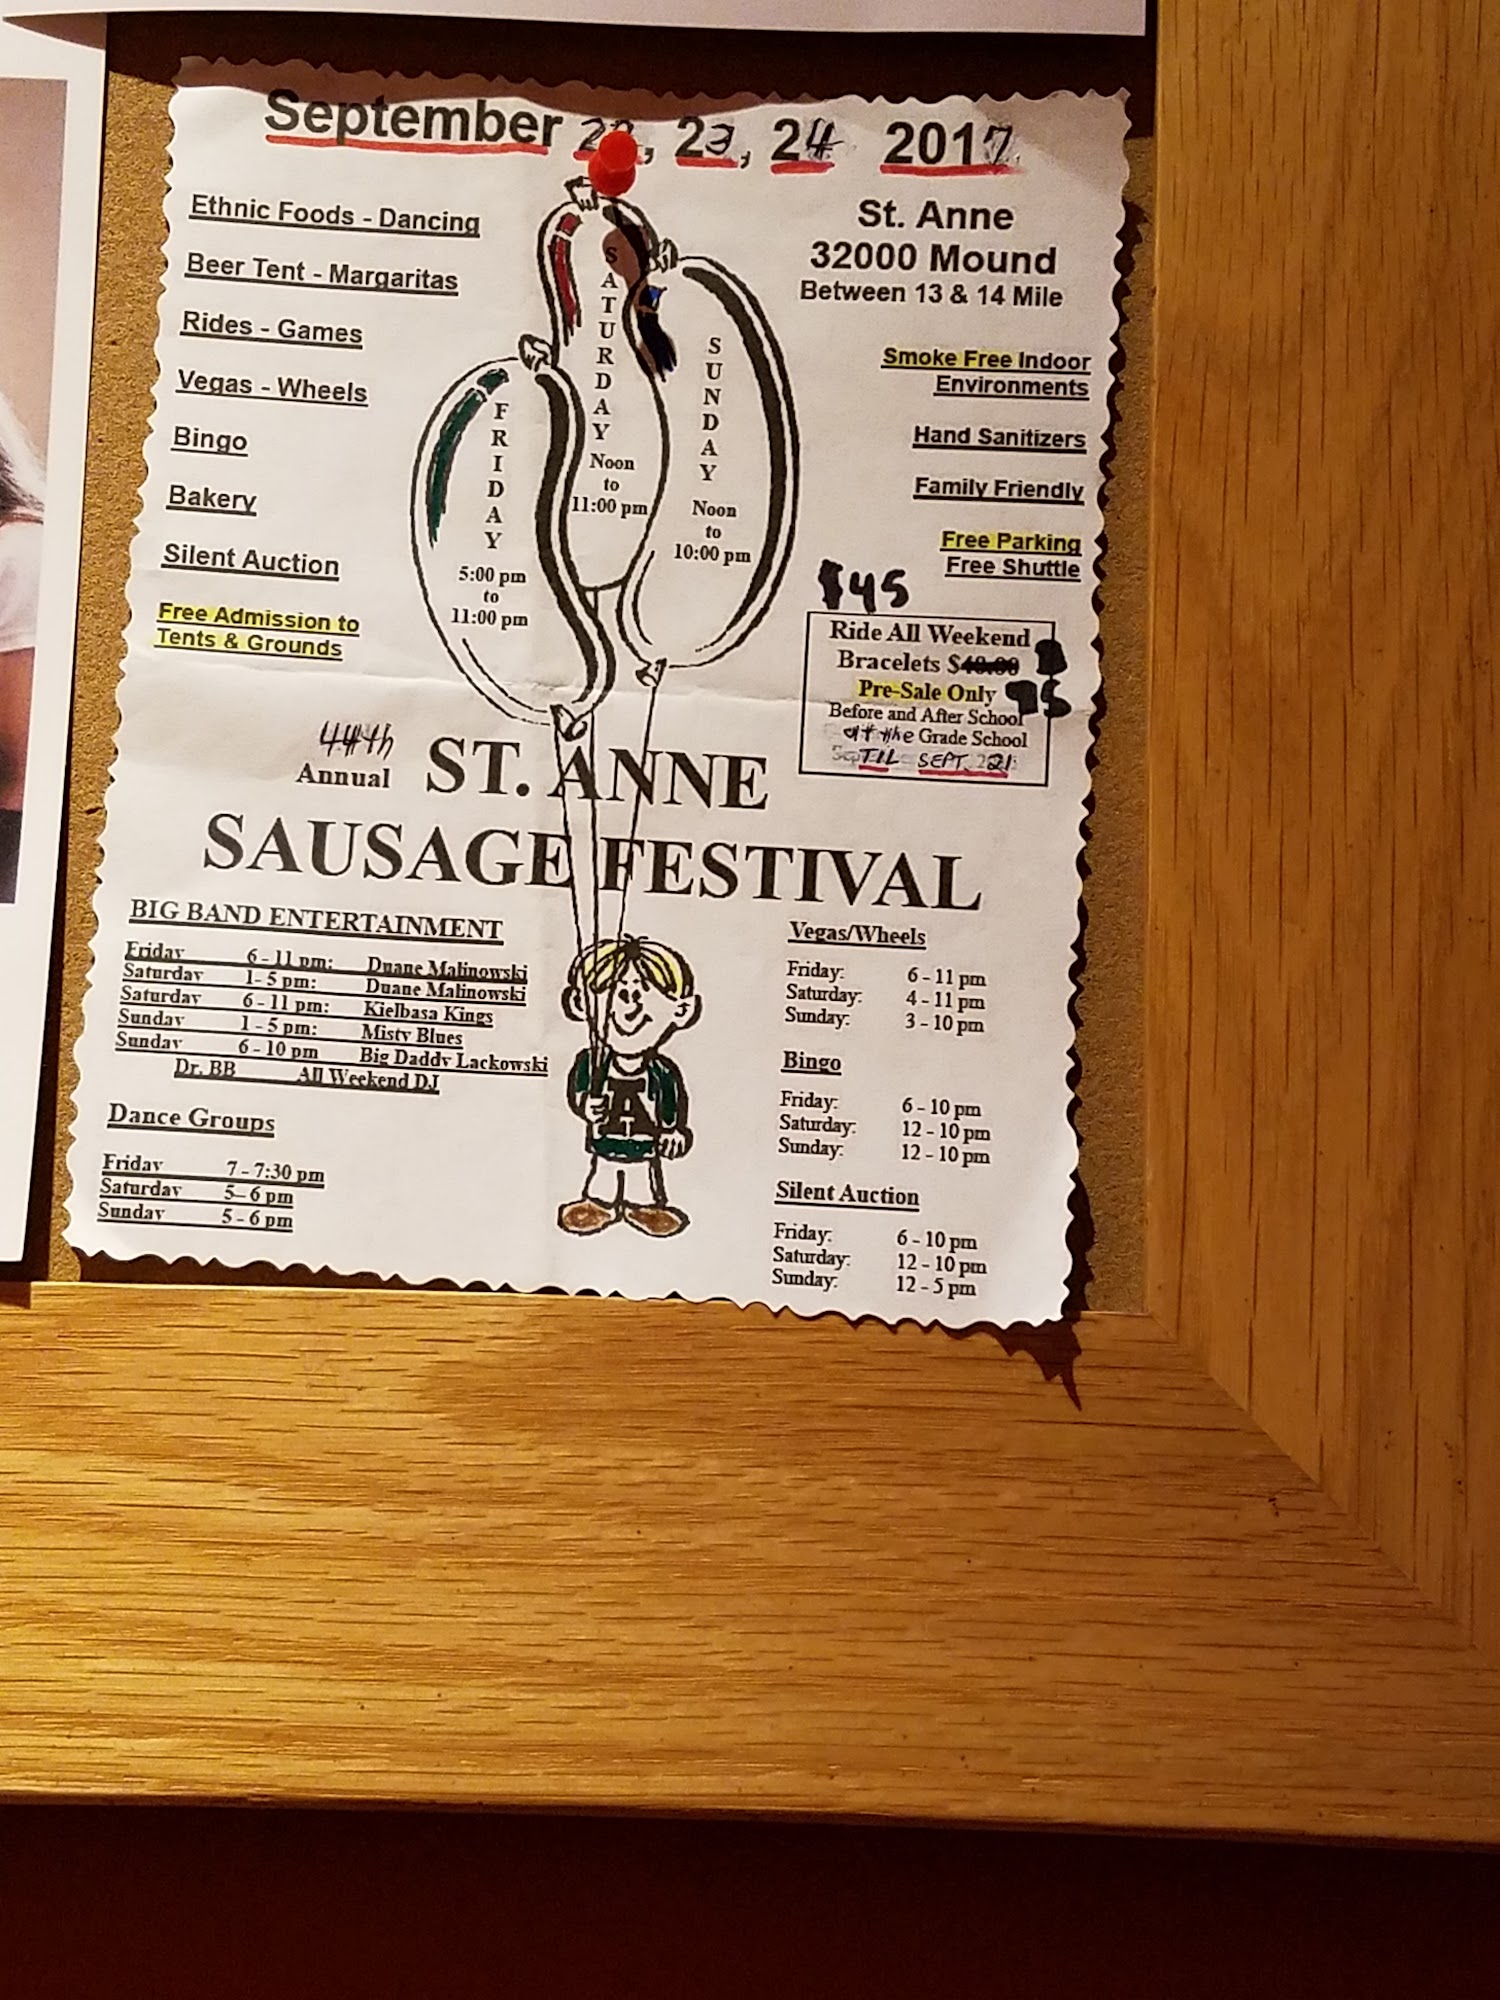 September 22, 23, 24 2017
Ethnic Foods - Dancing
Beer Tent - Margaritas
Rides - Games
Vegas - Wheels
Bingo
Bakery
Silent Auction
Free Admission to
Tents & Grounds
FRIDAY
5:00 pm
to
11:00 pm
SATURDAY
Noon
to
11:00 pm
SUNDAY
Noon
to
10:00 pm
St. Anne
32000 Mound
Between 13 & 14 Mile
Smoke Free Indoor
Environments
Hand Sanitizers
Family Friendly
Free Parking
Free Shuttle
$45
Ride All Weekend
Bracelets $
Pre-Sale Only
Before and After School
at the Grade School
TIL SEPT. 21
44th
Annual
ST. ANNE
SAUSAGE FESTIVAL
BIG BAND ENTERTAINMENT
Friday 6 - 11 pm: Duane Malinowski
Saturday 1- 5 pm: Duane Malinowski
Saturday 6 - 11 pm: Kielbasa Kings
Sunday 1 - 5 pm: Misty Blues
Sunday 6 - 10 pm Big Daddy Lackowski
Dr. BB All Weekend DJ
Dance Groups
Friday 7 - 7:30 pm
Saturday 5– 6 pm
Sunday 5 - 6 pm
A
Vegas/Wheels
Friday: 6 - 11 pm
Saturday: 4 - 11 pm
Sunday: 3 - 10 pm
Bingo
Friday: 6 - 10 pm
Saturday: 12 - 10 pm
Sunday: 12 - 10 pm
Silent Auction
Friday: 6 - 10 pm
Saturday: 12 - 10 pm
Sunday: 12 - 5 pm